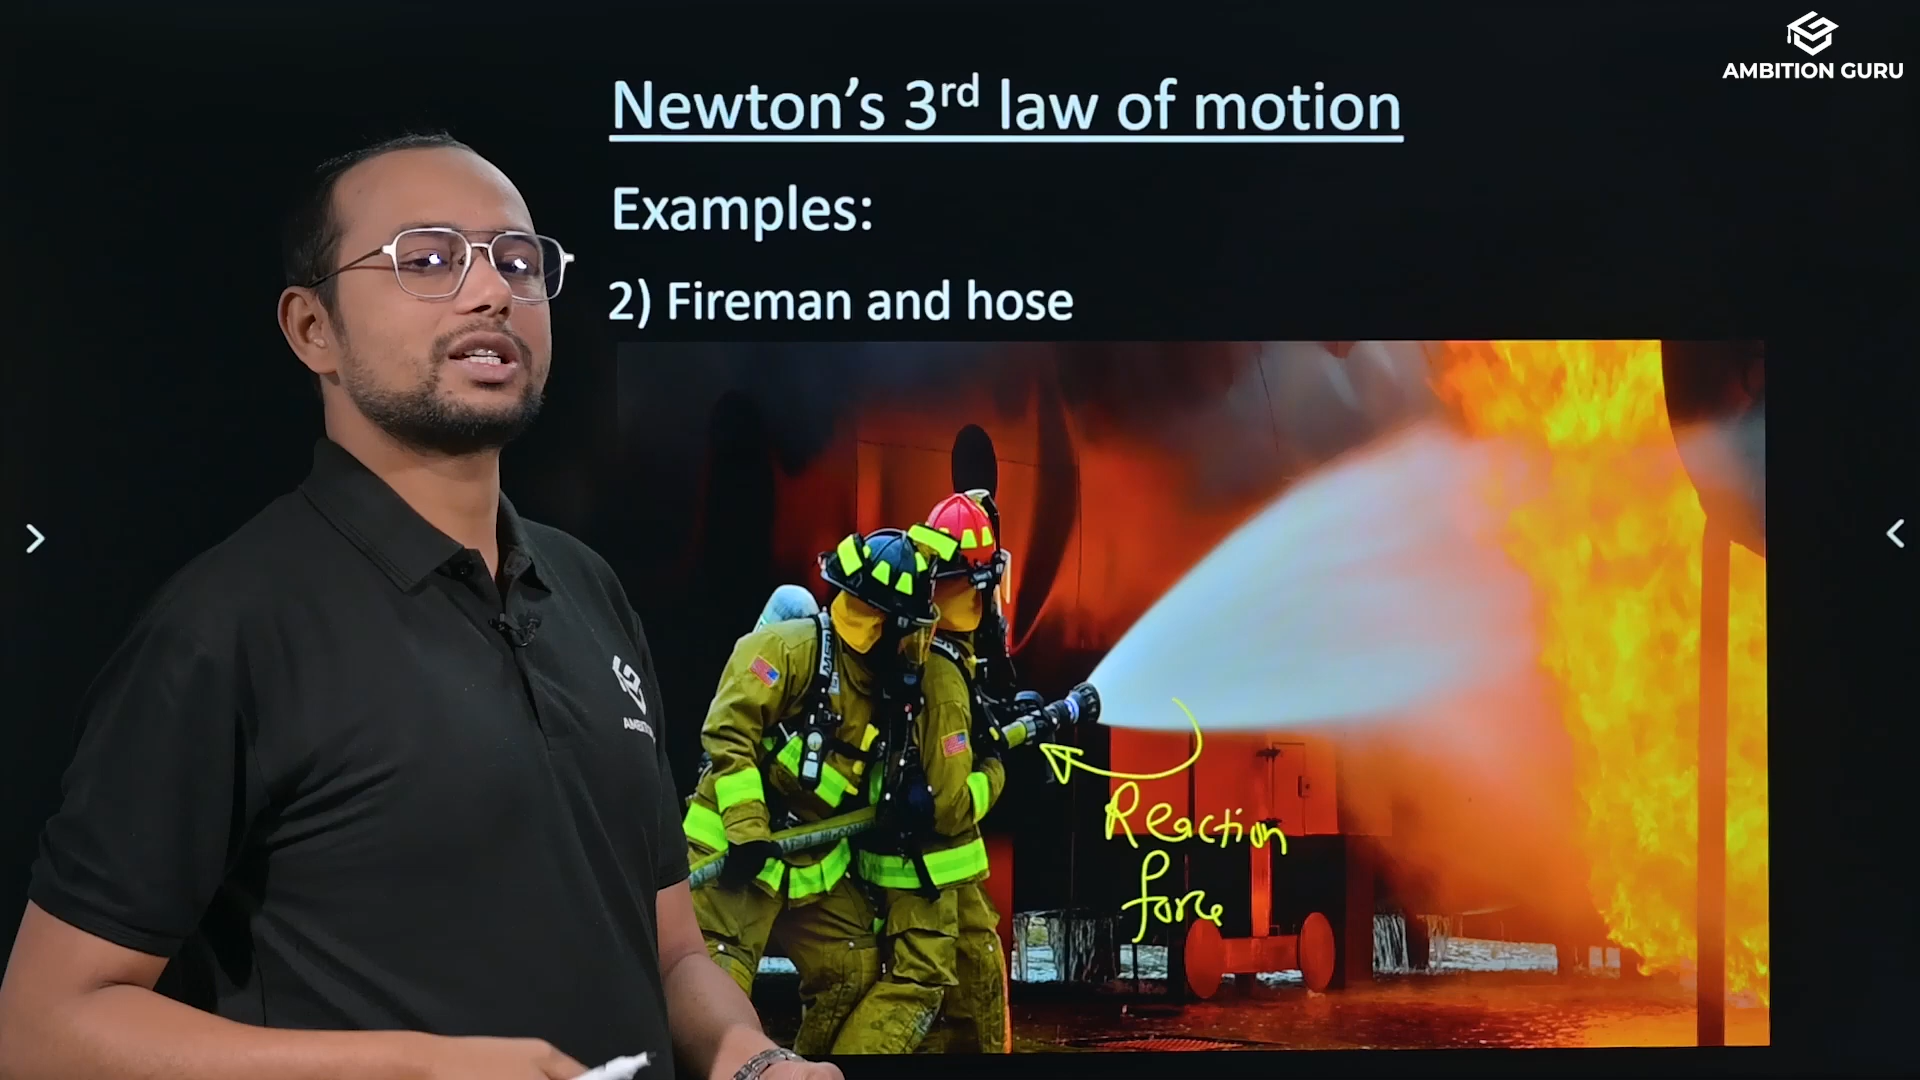 AMBITION GURU
Newton's 3rd law of motion
Examples:
2) Fireman and hose
Reaction
force